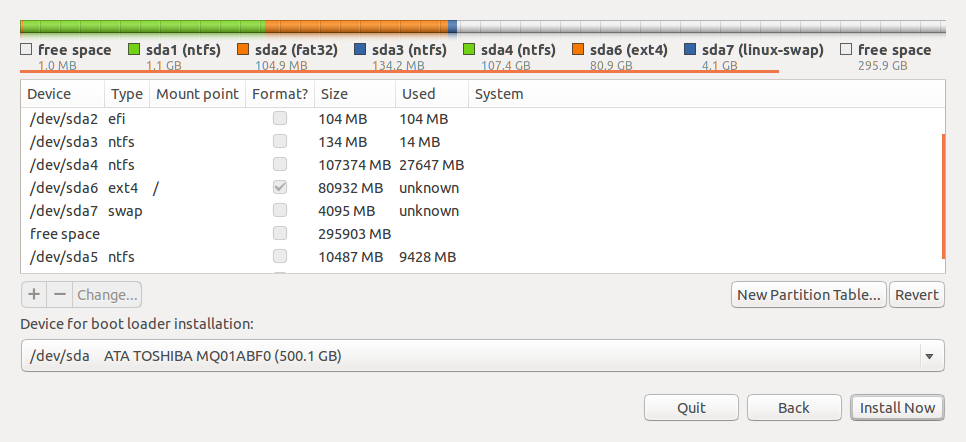 free space sda1 (ntfs) sda2 (fat32) sda3 (ntfs) sda4 (ntfs) sda6 (ext4) sda7 (linux-swap) free space
1.0 MB 1.1 GB 104.9 MB 134.2 MB 107.4 GB 80.9 GB 4.1 GB 295.9 GB
Device Type Mount point Format? Size Used System
/dev/sda2 efi 104 MB 104 MB
/dev/sda3 ntfs 134 MB 14 MB
/dev/sda4 ntfs 107374 MB 27647 MB
/dev/sda6 ext4 / 80932 MB unknown
/dev/sda7 swap 4095 MB unknown
free space 295903 MB
/dev/sda5 ntfs 10487 MB 9428 MB
+ − Change... New Partition Table... Revert
Device for boot loader installation:
/dev/sda ATA TOSHIBA MQ01ABF0 (500.1 GB)
Quit Back Install Now